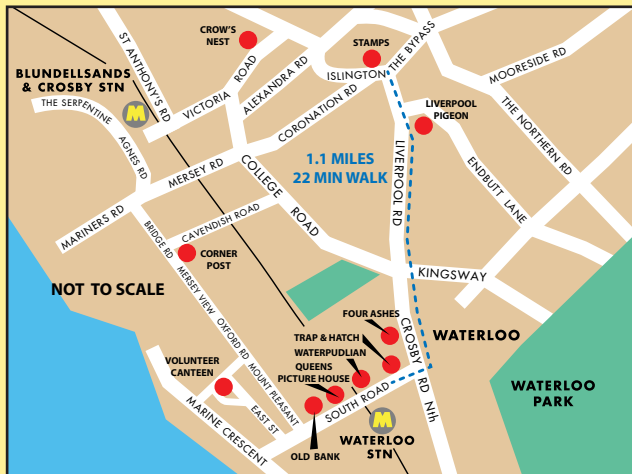 CROW'S
NEST
STAMPS
ST ANTHONY'S RD
THE BYPASS
ISLINGTON
MOORESIDE RD
BLUNDELLSANDS
& CROSBY STN
M
VICTORIA ROAD
ALEXANDRA RD
CORONATION RD
THE SERPENTINE
AGNES RD
LIVERPOOL
PIGEON
THE NORTHERN RD
1.1 MILES
22 MIN WALK
MERSEY RD
COLLEGE ROAD
LIVERPOOL RD
ENDBUTT LANE
MARINERS RD
CAVENDISH ROAD
BRIDGE RD
CORNER
POST
MERSEY VIEW
KINGSWAY
NOT TO SCALE
OXFORD RD
FOUR ASHES
TRAP & HATCH
WATERLOO
WATERPUDLIAN
QUEENS
PICTURE HOUSE
CROSBY RD Nth
VOLUNTEER
CANTEEN
MOUNT PLEASANT
WATERLOO
PARK
SOUTH ROAD
EAST ST
MARINE CRESCENT
M
WATERLOO
STN
OLD BANK